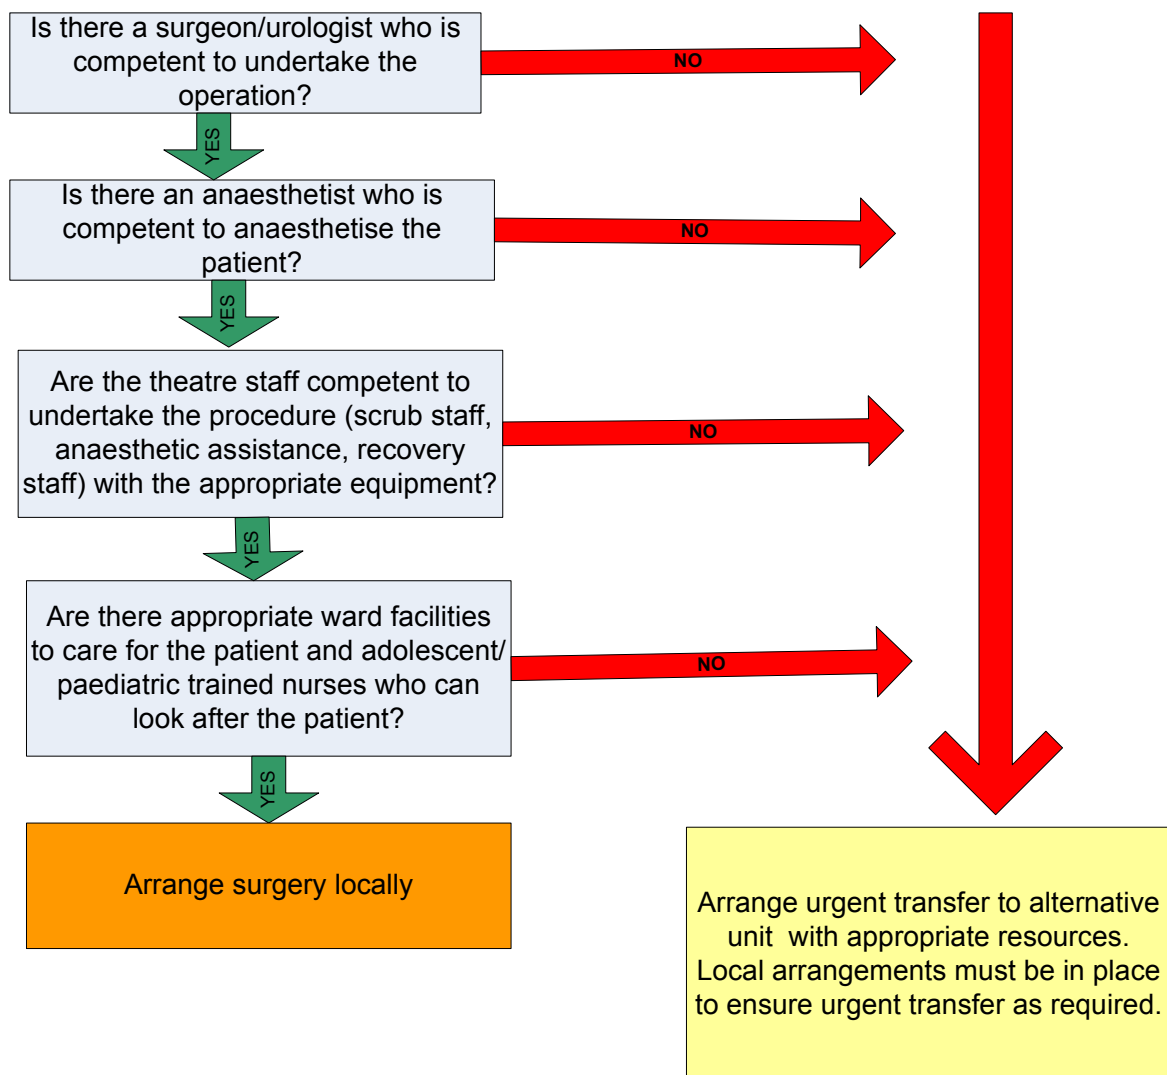 Is there a surgeon/urologist who is
competent to undertake the
operation?
NO
YES
Is there an anaesthetist who is
competent to anaesthetise the
patient?
NO
YES
Are the theatre staff competent to
undertake the procedure (scrub staff,
anaesthetic assistance, recovery
staff) with the appropriate equipment?
NO
YES
Are there appropriate ward facilities
to care for the patient and adolescent/
paediatric trained nurses who can
look after the patient?
NO
YES
Arrange surgery locally
Arrange urgent transfer to alternative
unit with appropriate resources.
Local arrangements must be in place
to ensure urgent transfer as required.